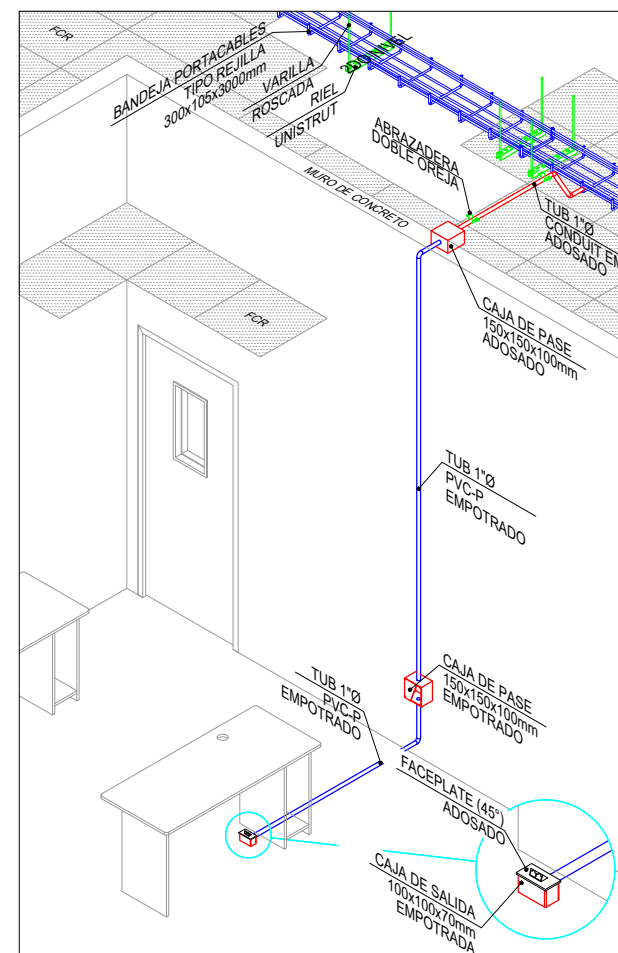 FCR
BANDEJA PORTACABLES
TIPO REJILLA
300x105x3000mm
VARILLA
ROSCADA
RIEL
UNISTRUT
ABRAZADERA
DOBLE OREJA
MURO DE CONCRETO
TUB 1"Ø
CONDUIT EM
ADOSADO
CAJA DE PASE
150x150x100mm
ADOSADO
FCR
TUB 1"Ø
PVC-P
EMPOTRADO
CAJA DE PASE
150x150x100mm
EMPOTRADO
TUB 1"Ø
PVC-P
EMPOTRADO
FACEPLATE (45°)
ADOSADO
CAJA DE SALIDA
100x100x70mm
EMPOTRADA